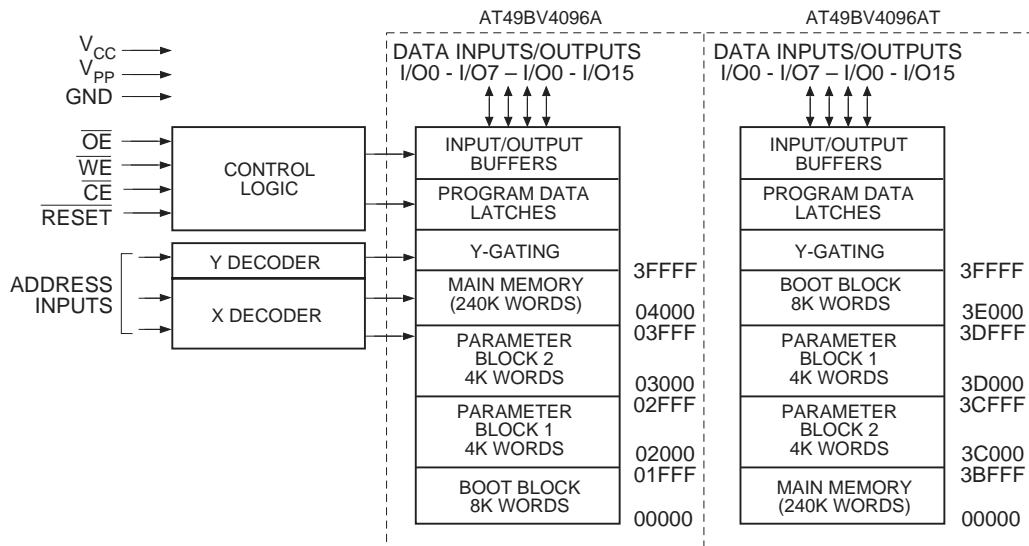 AT49BV4096A
AT49BV4096AT
VCC
VPP
GND
OE
WE
CE
RESET
ADDRESS
INPUTS
CONTROL
LOGIC
Y DECODER
X DECODER
DATA INPUTS/OUTPUTS
I/O0 - I/O7 – I/O0 - I/O15
INPUT/OUTPUT
BUFFERS
PROGRAM DATA
LATCHES
Y-GATING
MAIN MEMORY
(240K WORDS)
PARAMETER
BLOCK 2
4K WORDS
PARAMETER
BLOCK 1
4K WORDS
BOOT BLOCK
8K WORDS
3FFFF
04000
03FFF
03000
02FFF
02000
01FFF
00000
DATA INPUTS/OUTPUTS
I/O0 - I/O7 – I/O0 - I/O15
INPUT/OUTPUT
BUFFERS
PROGRAM DATA
LATCHES
Y-GATING
BOOT BLOCK
8K WORDS
PARAMETER
BLOCK 1
4K WORDS
PARAMETER
BLOCK 2
4K WORDS
MAIN MEMORY
(240K WORDS)
3FFFF
3E000
3DFFF
3D000
3CFFF
3C000
3BFFF
00000